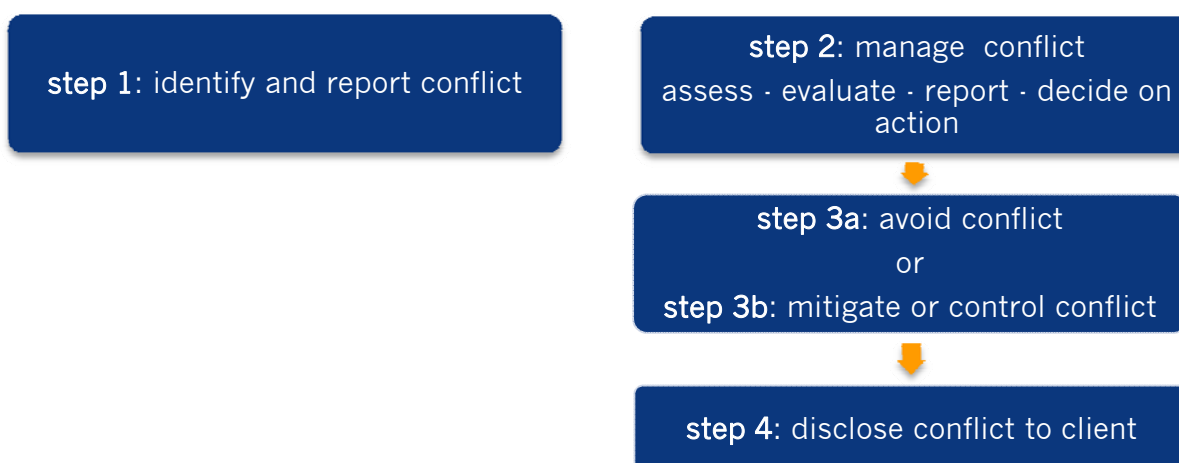 step 1: identify and report conflict
step 2: manage conflict
assess - evaluate - report - decide on
action
step 3a: avoid conflict
or
step 3b: mitigate or control conflict
step 4: disclose conflict to client